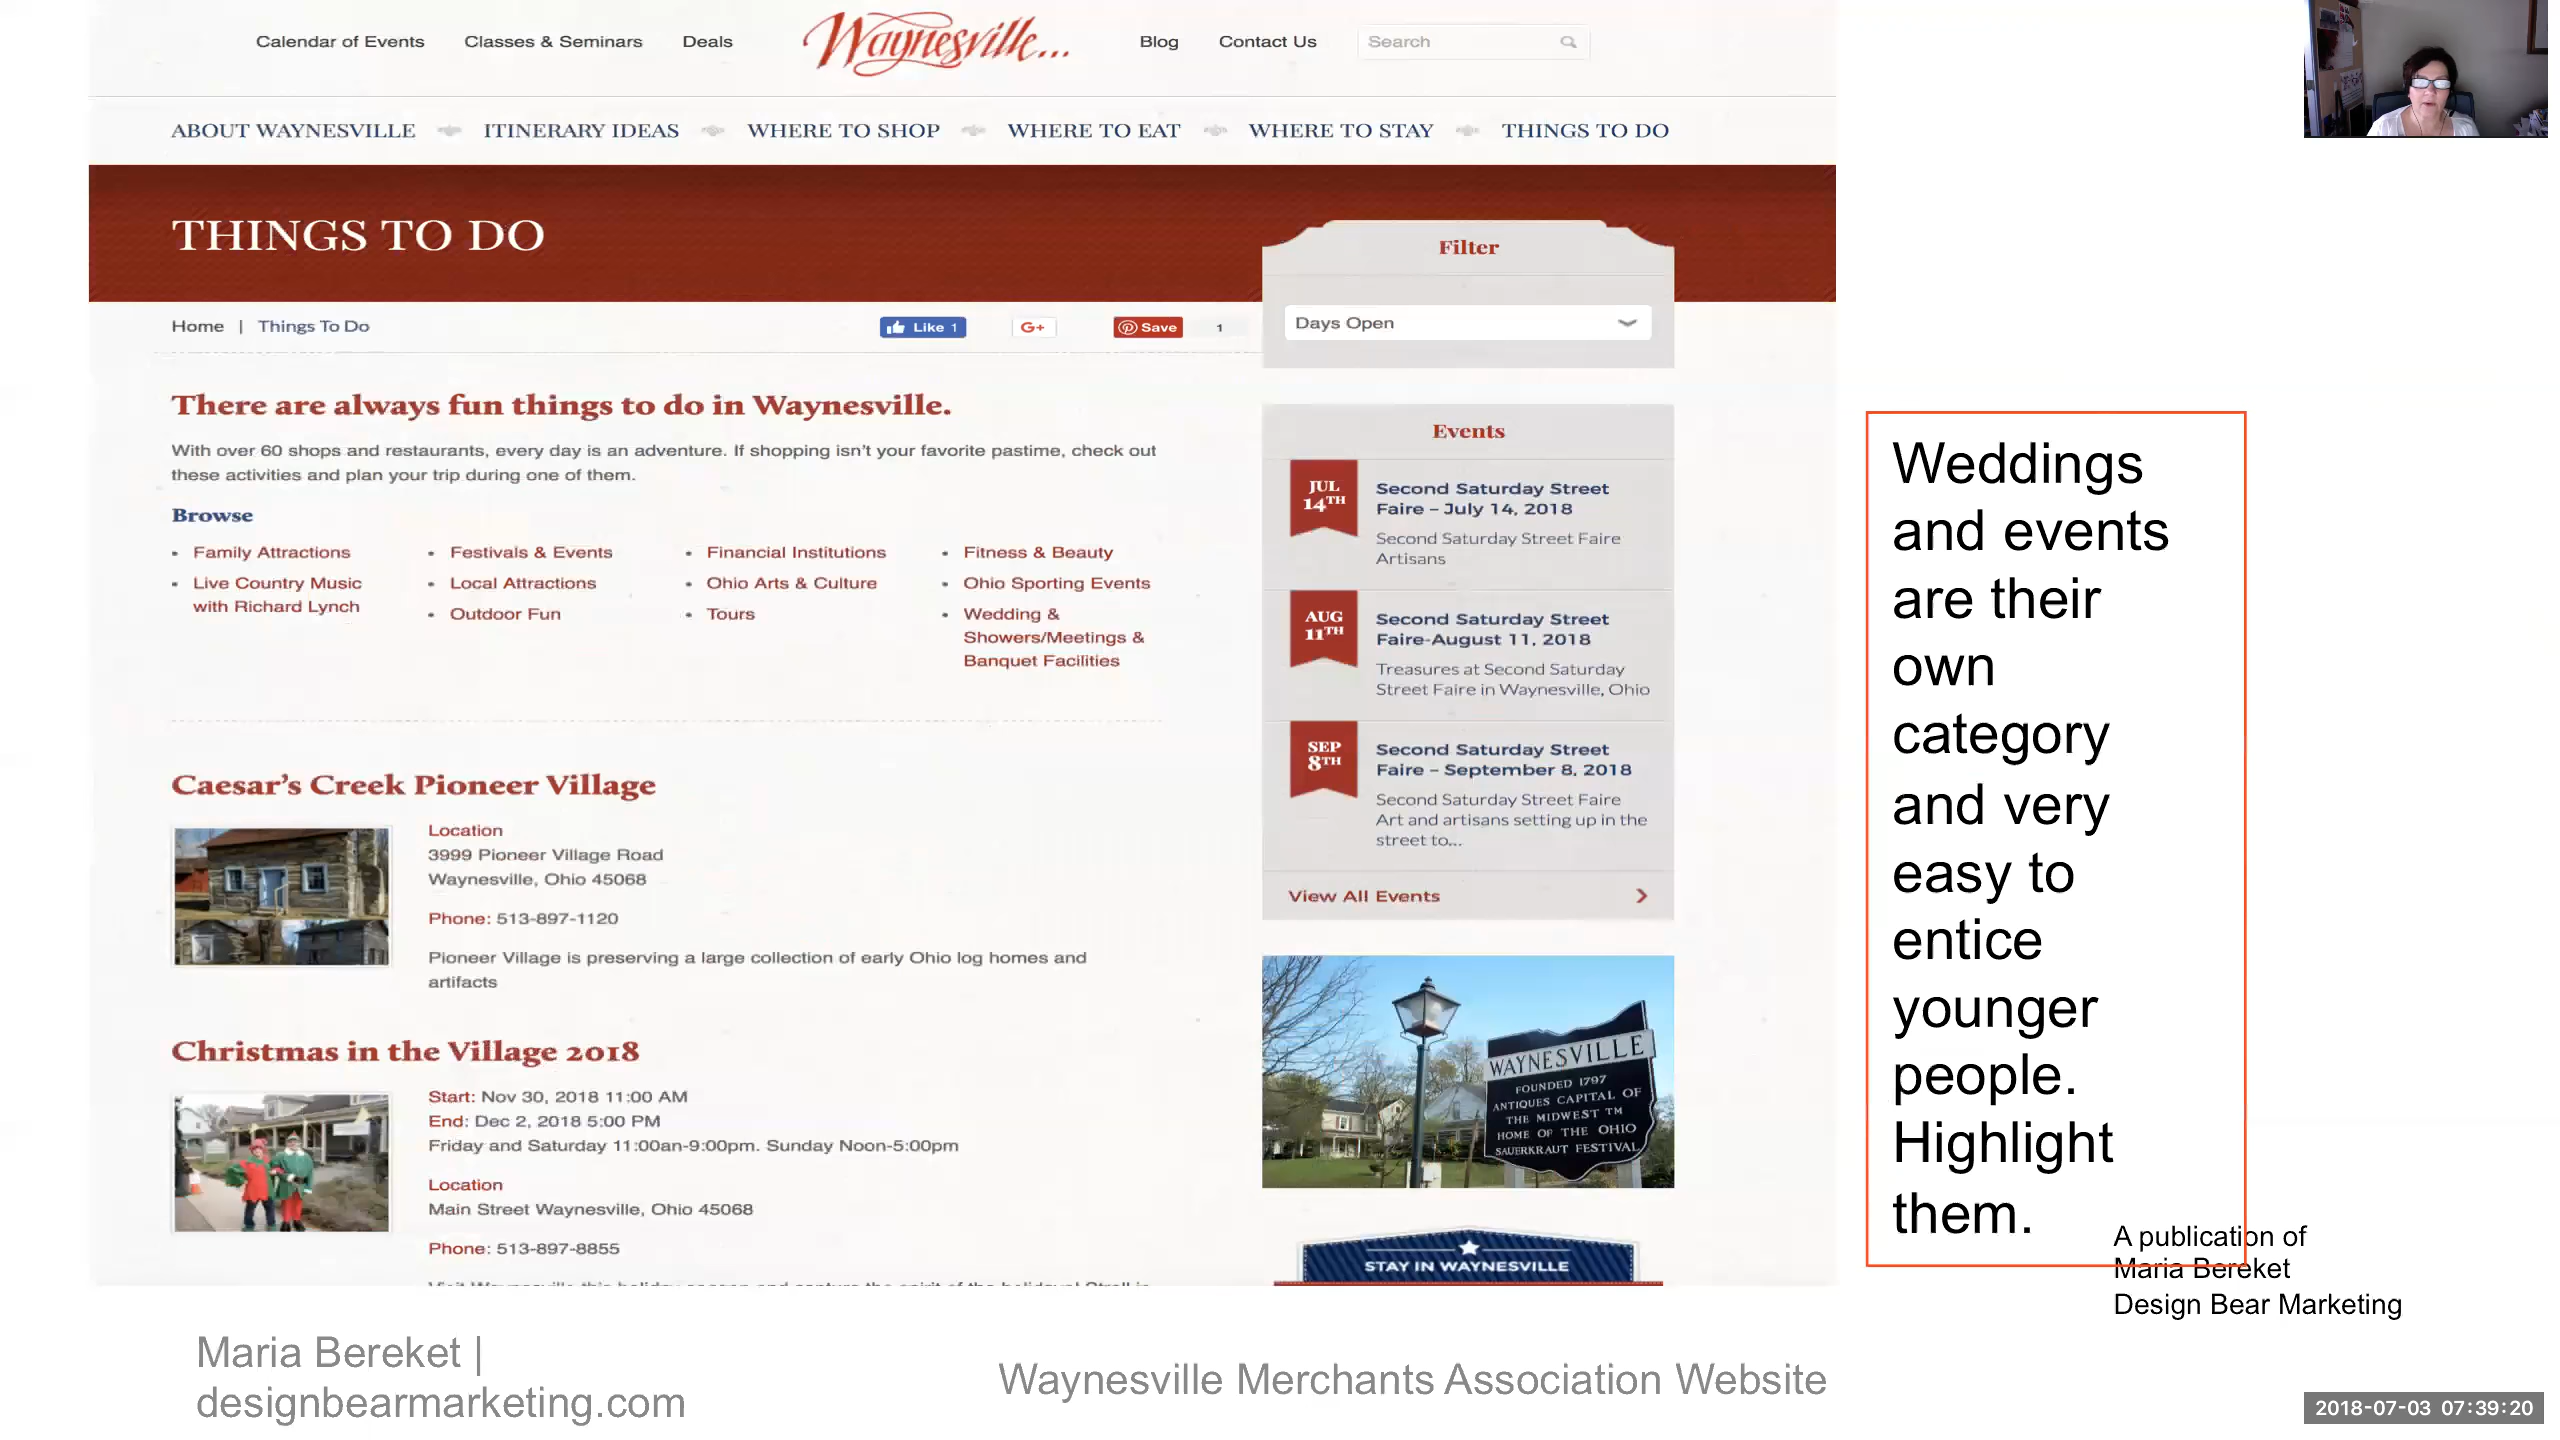 Calendar of Events Classes & Seminars Deals Waynesville... Blog Contact Us Search
ABOUT WAYNESVILLE ITINERARY IDEAS WHERE TO SHOP WHERE TO EAT WHERE TO STAY THINGS TO DO
THINGS TO DO
Home | Things To Do
Like 1
G+
Save 1
There are always fun things to do in Waynesville.
With over 60 shops and restaurants, every day is an adventure. If shopping isn't your favorite pastime, check out
these activities and plan your trip during one of them.
Browse
Family Attractions
Live Country Music
with Richard Lynch
Festivals & Events
Local Attractions
Outdoor Fun
Financial Institutions
Ohio Arts & Culture
Tours
Fitness & Beauty
Ohio Sporting Events
Wedding &
Showers/Meetings &
Banquet Facilities
Caesar's Creek Pioneer Village
Location
3999 Pioneer Village Road
Waynesville, Ohio 45068
Phone: 513-897-1120
Pioneer Village is preserving a large collection of early Ohio log homes and
artifacts
Christmas in the Village 2018
Start: Nov 30, 2018 11:00 AM
End: Dec 2, 2018 5:00 PM
Friday and Saturday 11:00an-9:00pm. Sunday Noon-5:00pm
Location
Main Street Waynesville, Ohio 45068
Phone: 513-897-8855
Filter
Days Open
Events
JUL
14TH
Second Saturday Street
Faire – July 14, 2018
Second Saturday Street Faire
Artisans
AUG
11TH
Second Saturday Street
Faire-August 11, 2018
Treasures at Second Saturday
Street Faire in Waynesville, Ohio
SEP
8TH
Second Saturday Street
Faire – September 8, 2018
Second Saturday Street Faire
Art and artisans setting up in the
street to...
View All Events
WAYNESVILLE
FOUNDED 1797
ANTIQUES CAPITAL OF
THE MIDWEST TM
HOME OF THE OHIO
SAUERKRAUT FESTIVAL
STAY IN WAYNESVILLE
Weddings
and events
are their
own
category
and very
easy to
entice
younger
people.
Highlight
them.
A publication of
Maria Bereket
Design Bear Marketing
Maria Bereket |
designbearmarketing.com
Waynesville Merchants Association Website
2018-07-03 07:39:20